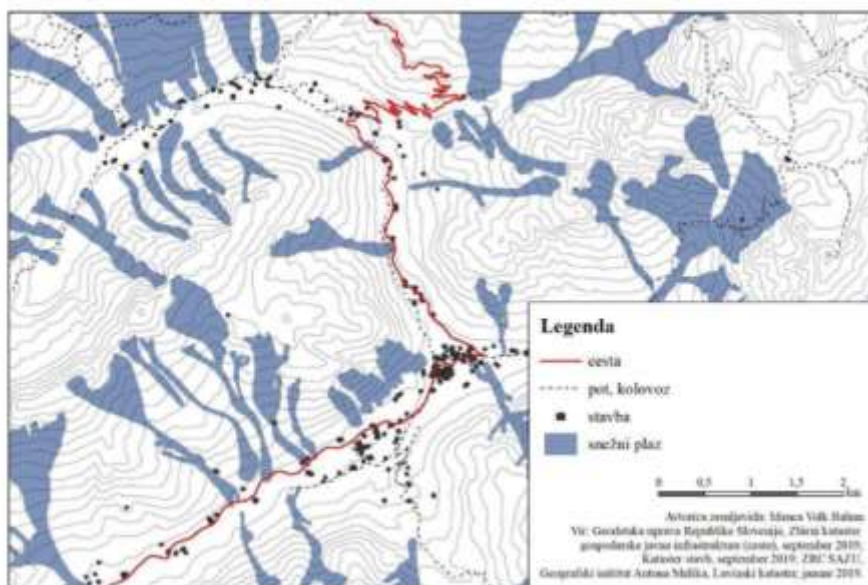 Legenda
cesta
pot, kolovoz
stavba
snežni plaz
0 0,5 1 1,5 2
km
Avtorica zemljevida: Manca Volk Bahun
Vir: Geodetska uprava Republike Slovenije, Zbirni kataster
gospodarske javne infrastrukture (ceste), september 2019;
Kataster stavb, september 2019; ZRC SAZU,
Geografski inštitut Antona Melika, Lavinski kataster, januar 2019.